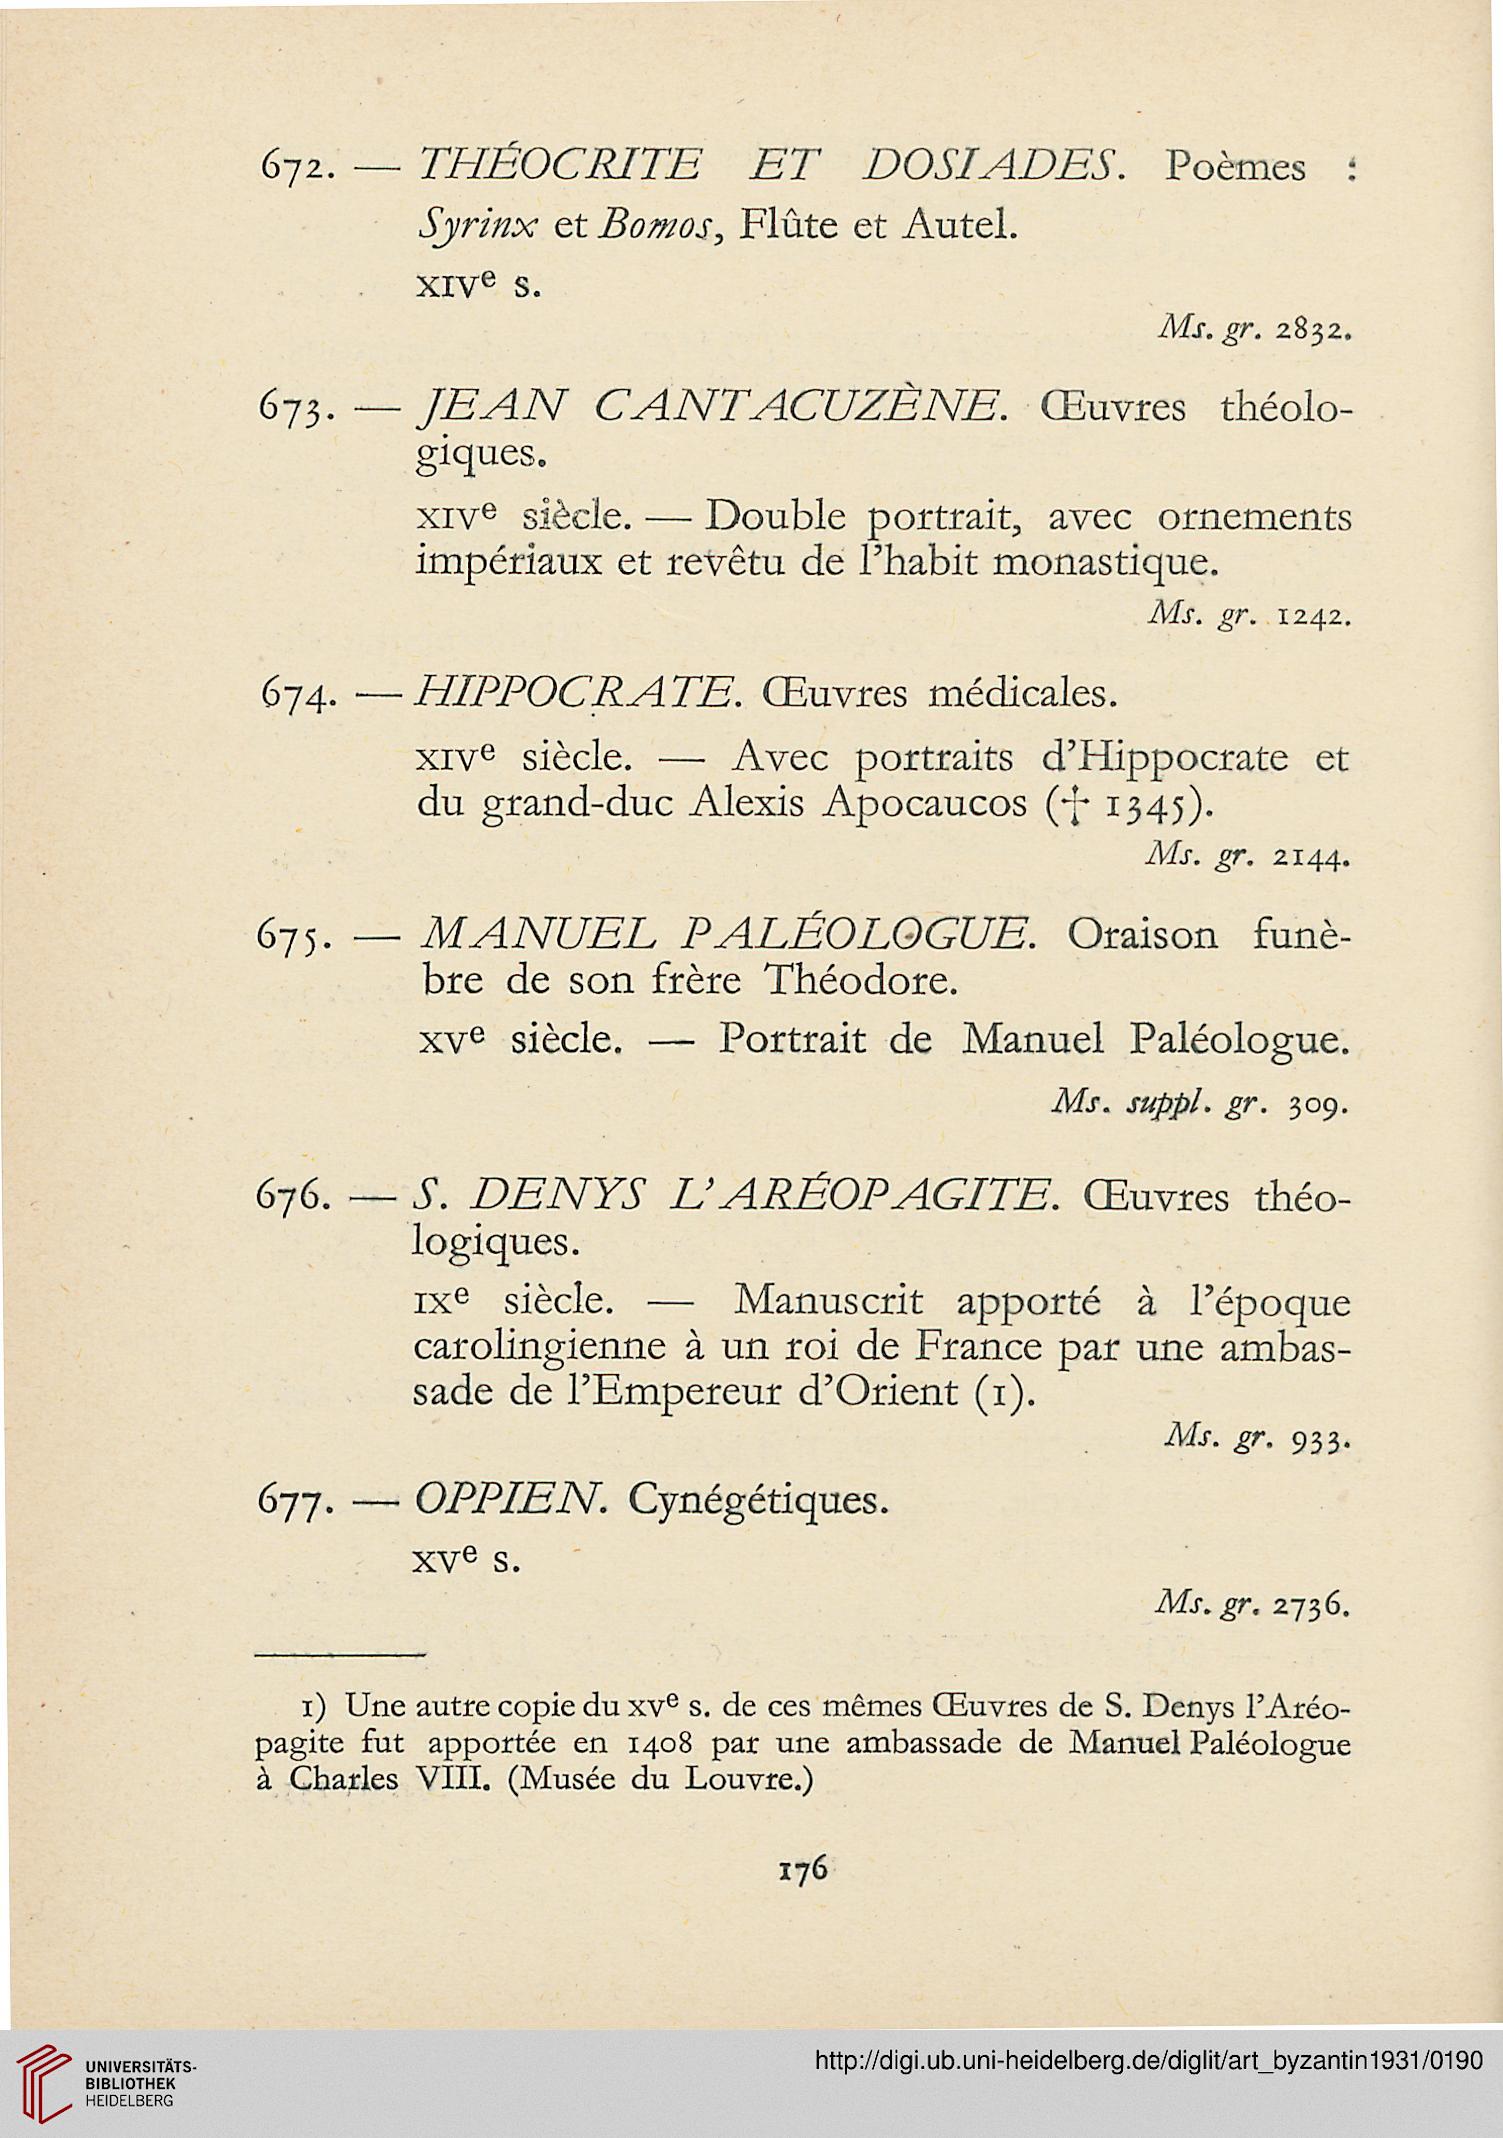 672. — THÉOCRITE ET DOSIADES. Poèmes :
Syrinx et Bomos, Flûte et Autel.
XIVe s.
Ms. gr. 2832.
673. — JEAN CANTACUZÈNE. Œuvres théolo-
giques.
XIVe siècle. — Double portrait, avec ornements
impériaux et revêtu de l’habit monastique.
Ms. gr. 1242.
674. — HIPPOCRATE. Œuvres médicales.
XIVe siècle. — Avec portraits d’Hippocrate et
du grand-duc Alexis Apocaucos († 1345).
Ms. gr. 2144.
675. — MANUEL PALÉOLOGUE. Oraison funè-
bre de son frère Théodore.
XVe siècle. — Portrait de Manuel Paléologue.
Ms. suppl. gr. 309.
676. — S. DENYS L’ARÉOPAGITE. Œuvres théo-
logiques.
IXe siècle. — Manuscrit apporté à l’époque
carolingienne à un roi de France par une ambas-
sade de l’Empereur d’Orient (1).
Ms. gr. 933.
677. — OPPIEN. Cynégétiques.
XVe s.
Ms. gr. 2736.
1) Une autre copie du XVe s. de ces mêmes Œuvres de S. Denys l’Aréo-
pagite fut apportée en 1408 par une ambassade de Manuel Paléologue
à Charles VIII. (Musée du Louvre.)
176
UNIVERSITÄTS-
BIBLIOTHEK
HEIDELBERG
http://digi.ub.uni-heidelberg.de/diglit/art_byzantin1931/0190